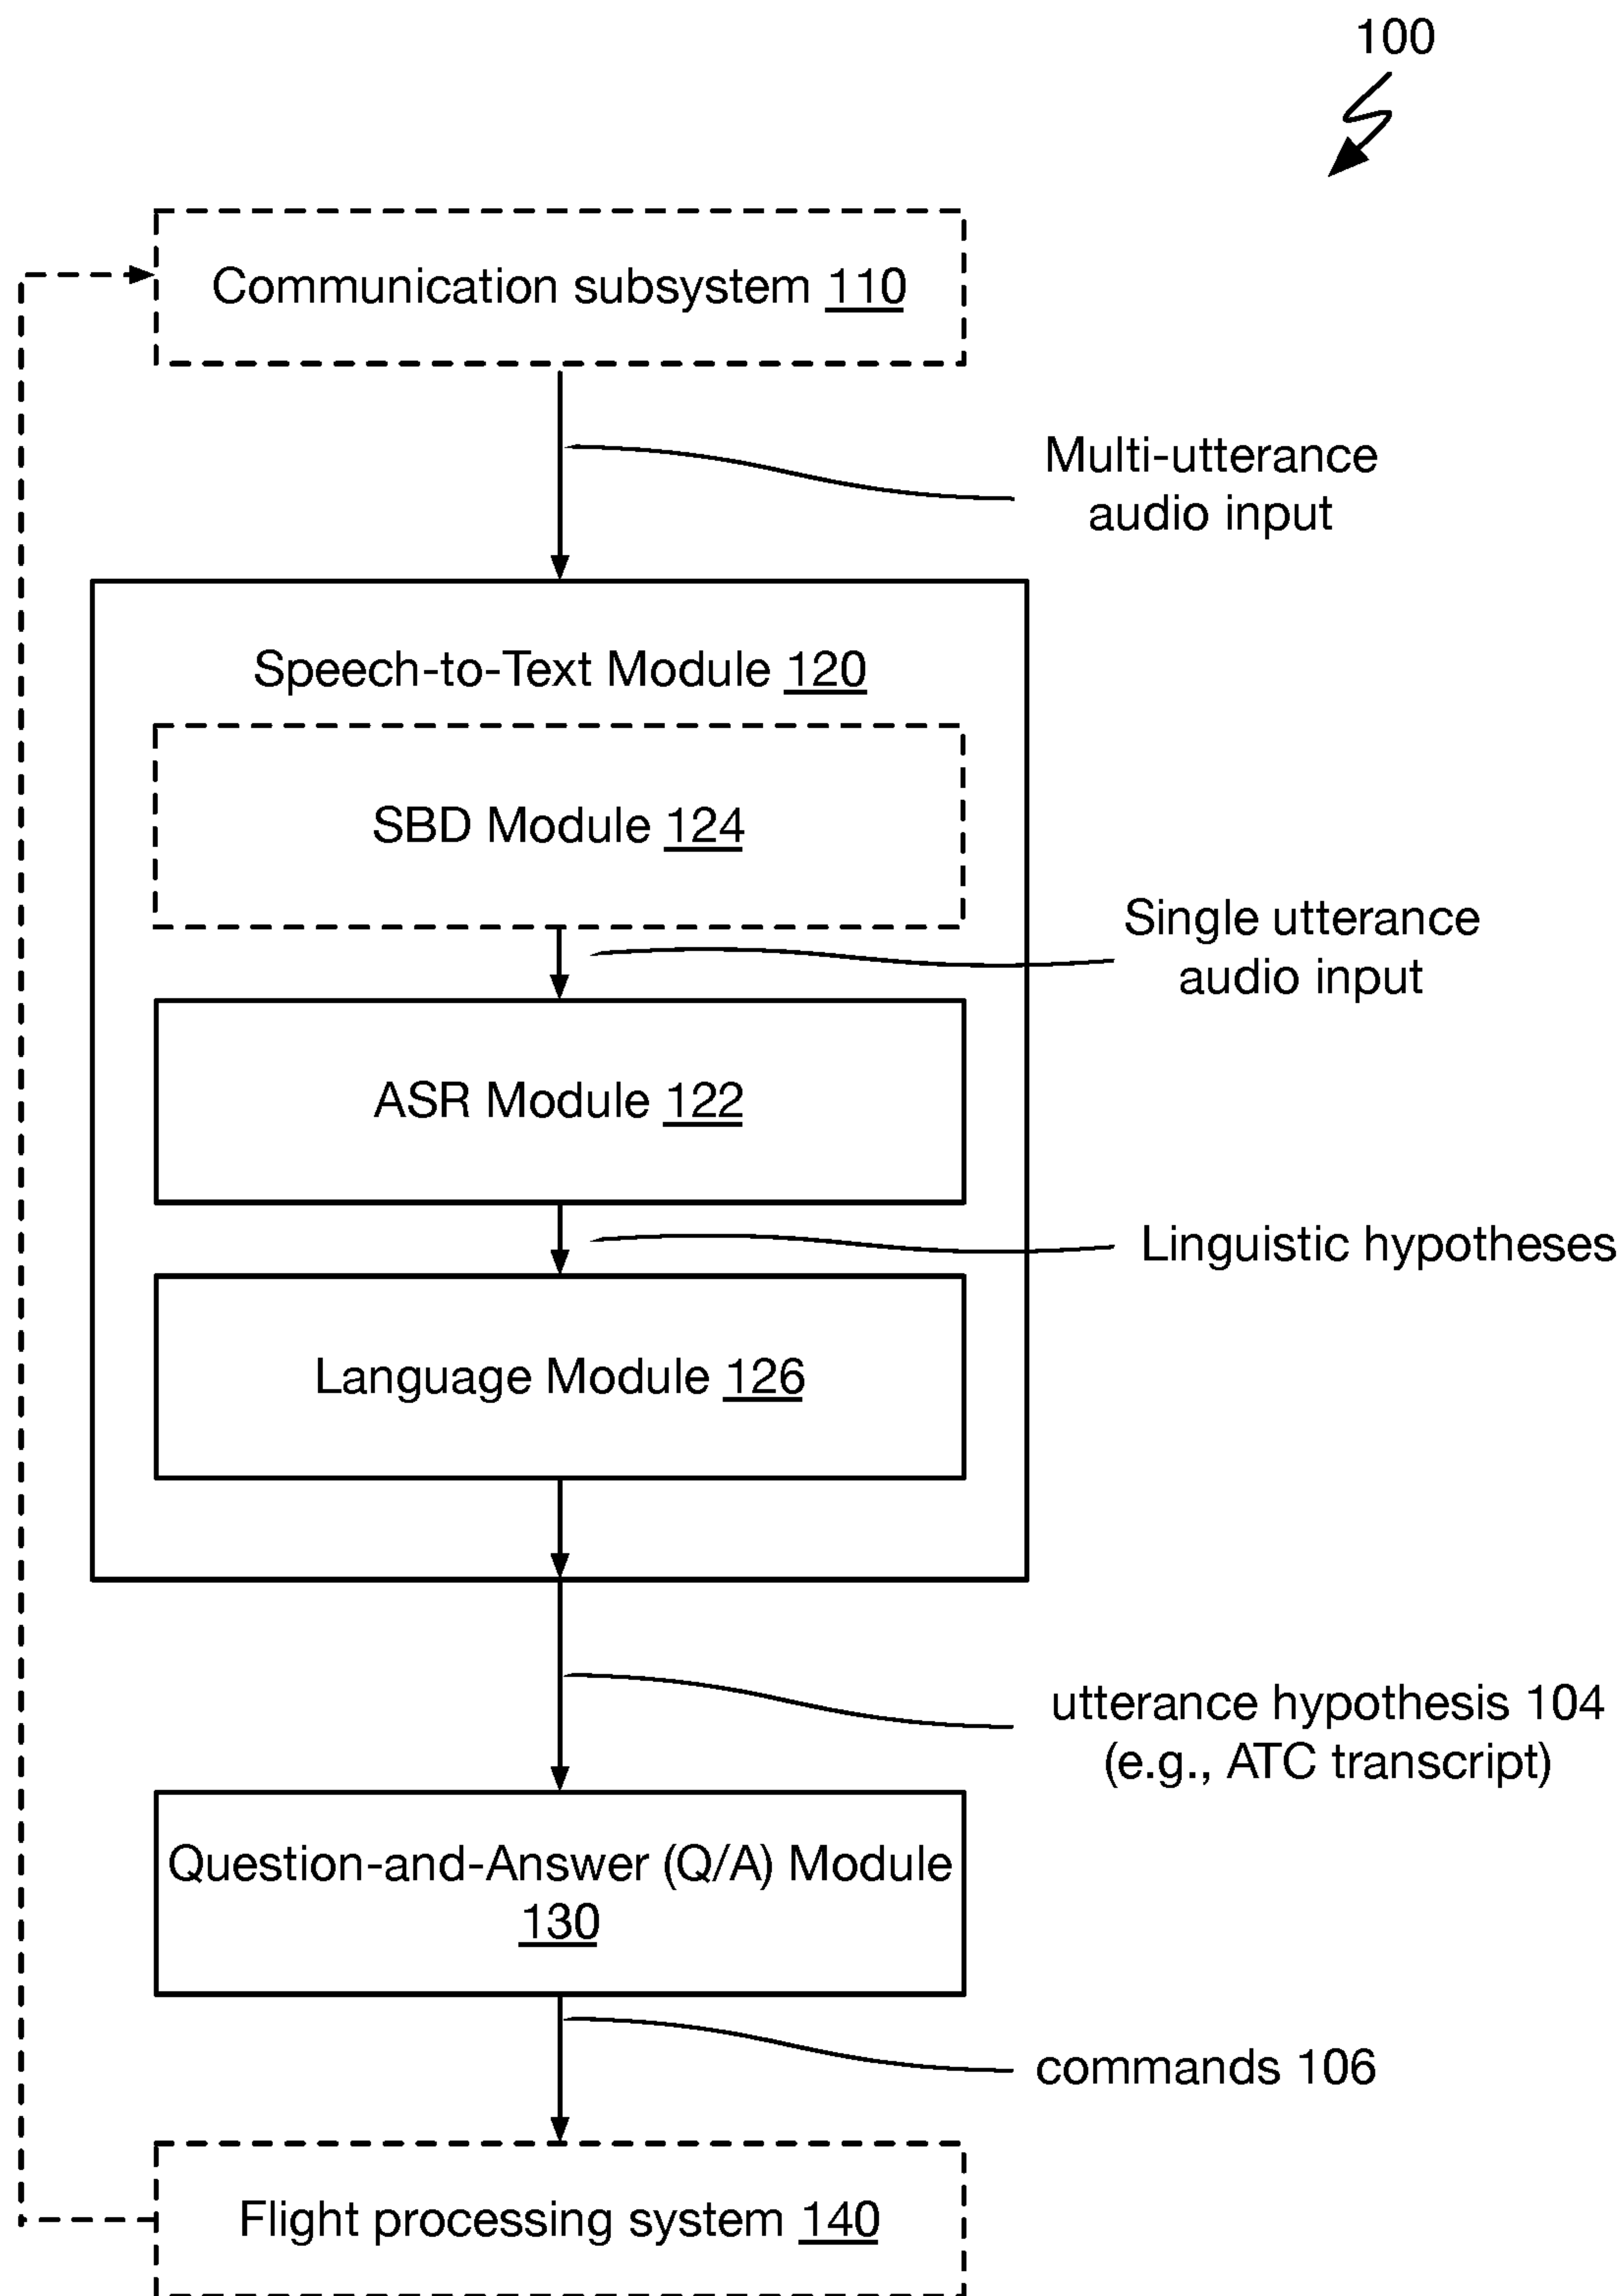 100
Communication subsystem 110
Multi-utterance
audio input
Speech-to-Text Module 120
SBD Module 124
Single utterance
audio input
ASR Module 122
Linguistic hypotheses
Language Module 126
utterance hypothesis 104
(e.g., ATC transcript)
Question-and-Answer (Q/A) Module
130
commands 106
Flight processing system 140